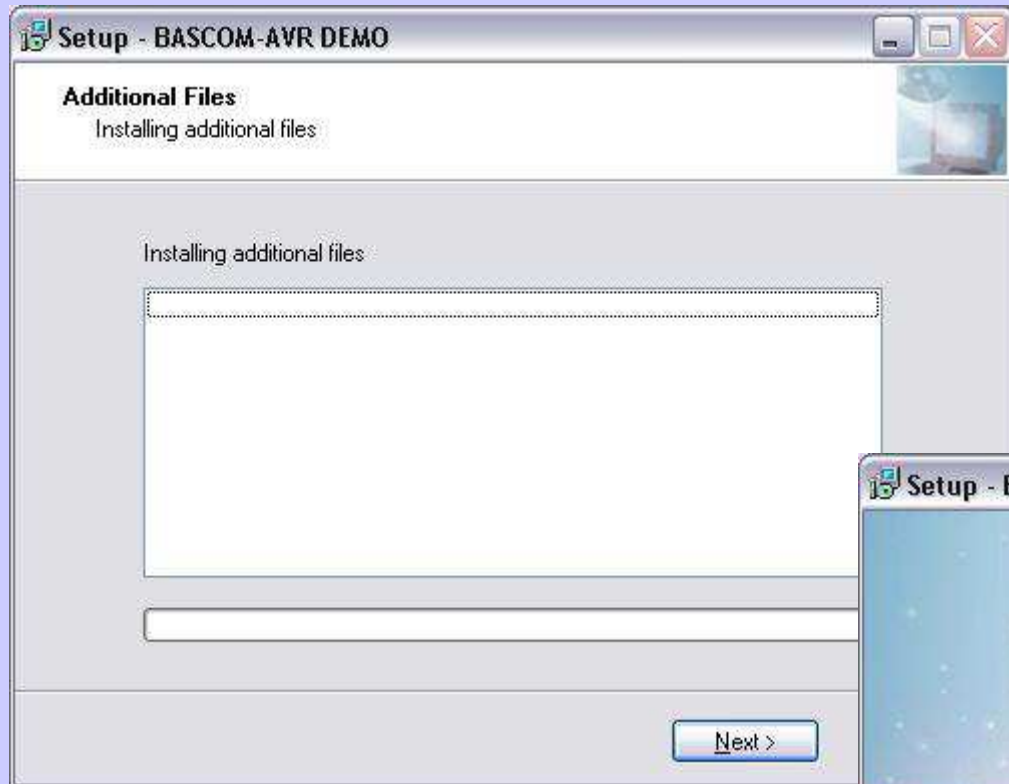 Setup - BASCOM-AVR DEMO
Additional Files
Installing additional files
Installing additional files
Setup -
Next >